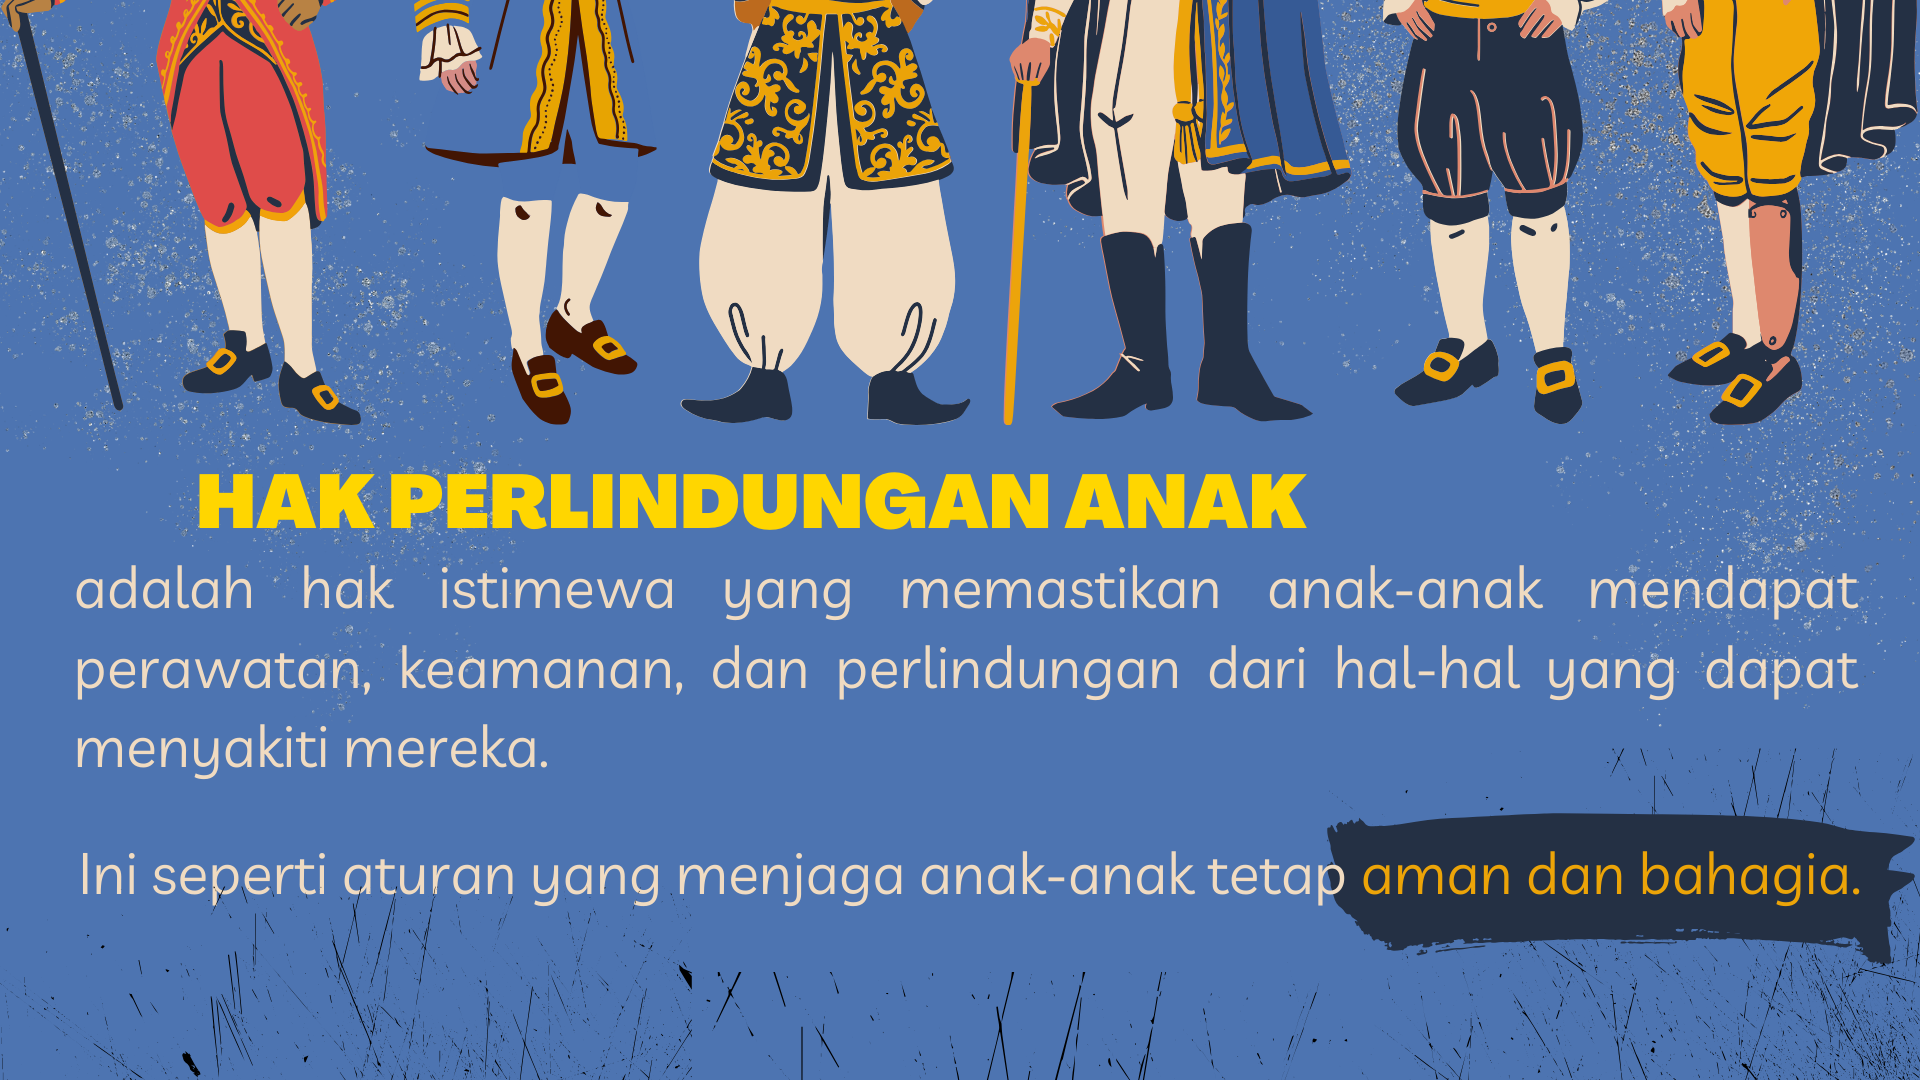 HAK PERLINDUNGAN ANAK
adalah hak istimewa yang memastikan anak-anak mendapat
perawatan, keamanan, dan perlindungan dari hal-hal yang dapat
menyakiti mereka.
Ini seperti aturan yang menjaga anak-anak tetap aman dan bahagia.